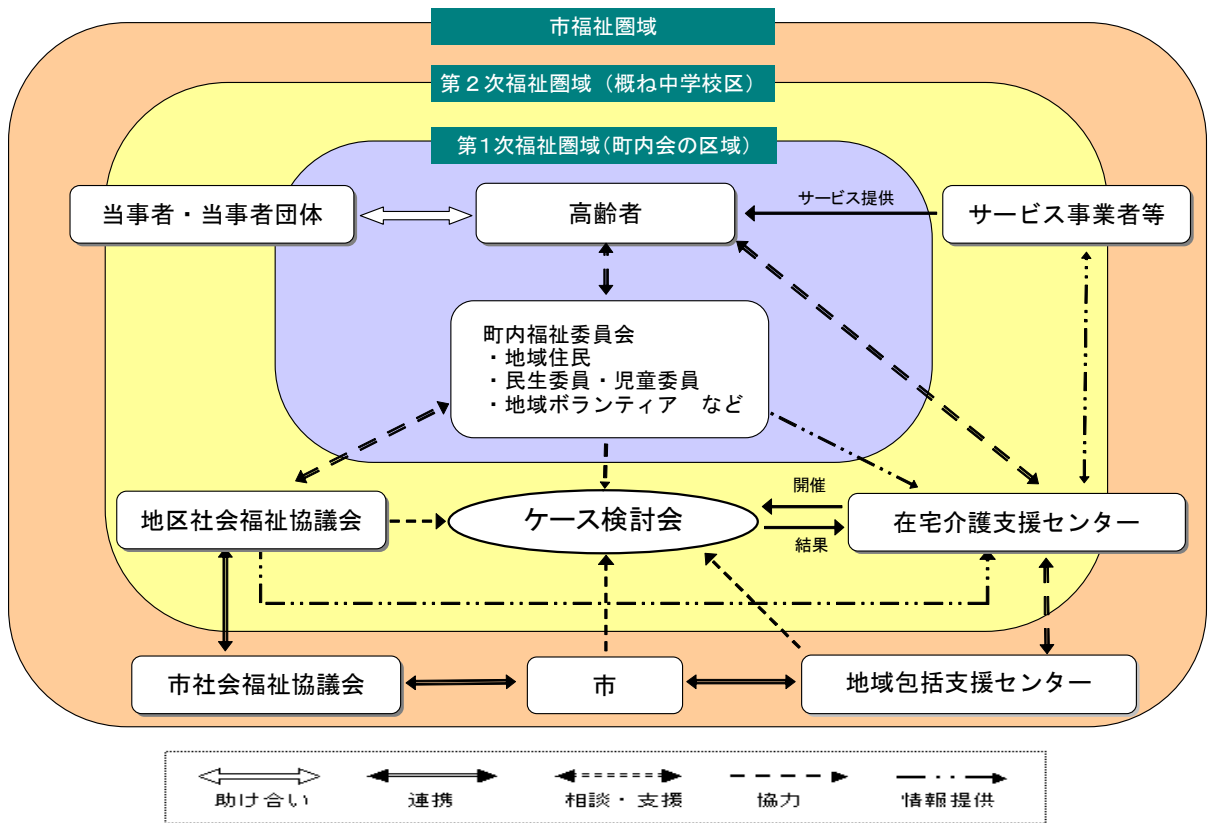 市福祉圏域
第２次福祉圏域（概ね中学校区）
第1次福祉圏域(町内会の区域)
当事者・当事者団体
高齢者
サービス提供
サービス事業者等
町内福祉委員会
・地域住民
・民生委員・児童委員
・地域ボランティア　など
地区社会福祉協議会
ケース検討会
開催
結果
在宅介護支援センター
市社会福祉協議会
市
地域包括支援センター
助け合い
連携
相談・支援
協力
情報提供